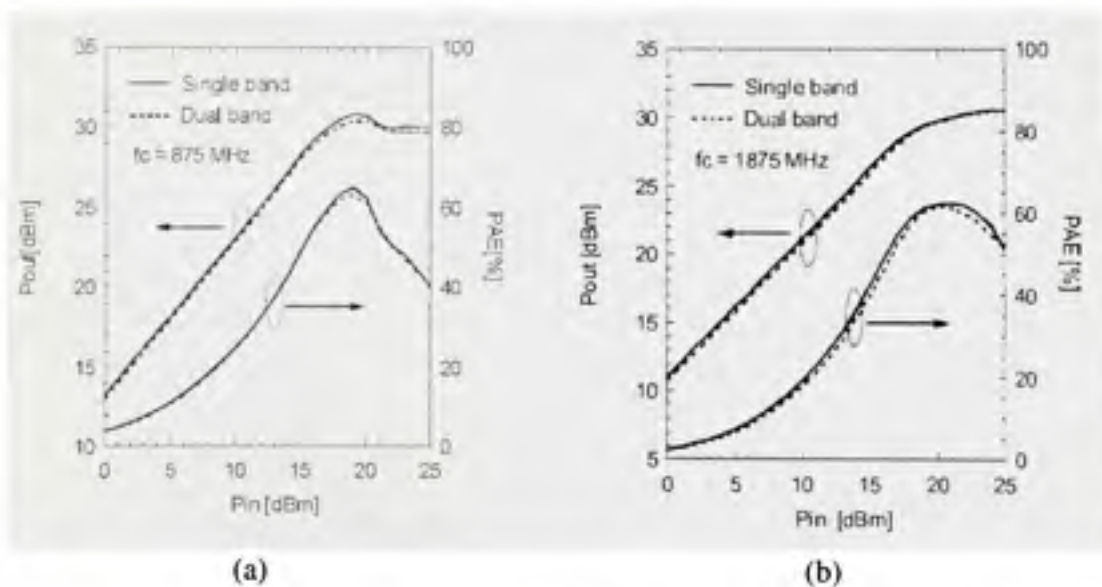 35
30
25
20
15
10
Pout[dBm]
Single band
Dual band
fc = 875 MHz
100
80
60
40
20
0
PAE[%]
0 5 10 15 20 25
Pin [dBm]
(a)
35
30
25
20
15
10
5
Pout [dBm]
Single band
Dual band
fc = 1875 MHz
100
80
60
40
20
0
PAE [%]
0 5 10 15 20 25
Pin [dBm]
(b)